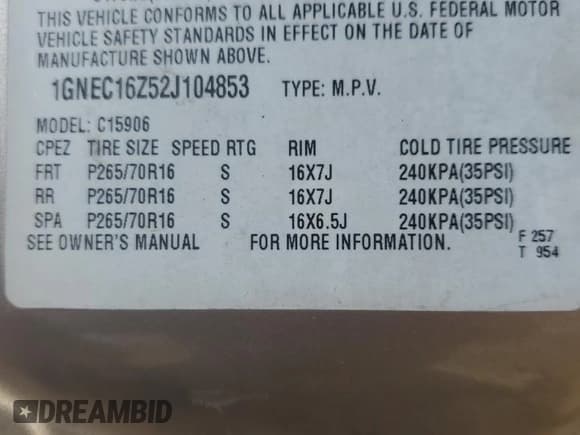 THIS VEHICLE CONFORMS TO ALL APPLICABLE U.S. FEDERAL MOTOR
VEHICLE SAFETY STANDARDS IN EFFECT ON THE DATE OF
MANUFACTURE SHOWN ABOVE.
1GNEC16Z52J104853 TYPE: M.P.V.
MODEL: C15906
CPEZ TIRE SIZE SPEED RTG RIM COLD TIRE PRESSURE
FRT P265/70R16 S 16X7J 240KPA(35PSI)
RR P265/70R16 S 16X7J 240KPA(35PSI)
SPA P265/70R16 S 16X6.5J 240KPA(35PSI)
SEE OWNER'S MANUAL FOR MORE INFORMATION. F 257
T 954
DREAMBID